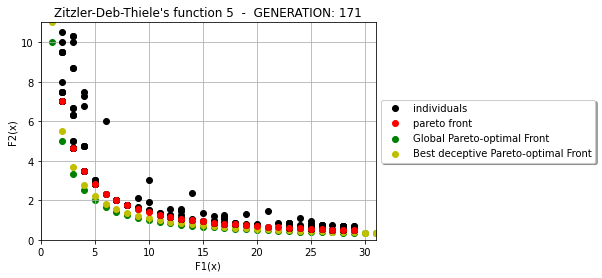 Zitzler-Deb-Thiele's function 5 - GENERATION: 171
10
8
6
4
2
0
F2(x)
0
5
10
15
20
25
30
F1(x)
individuals
pareto front
Global Pareto-optimal Front
Best deceptive Pareto-optimal Front